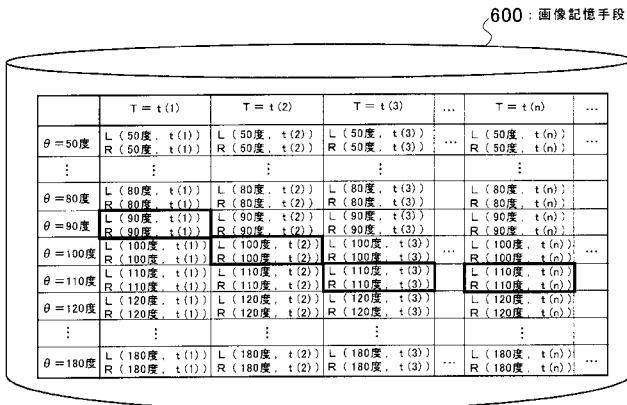 600：画像記憶手段
T＝t(1) T＝t(2) T＝t(3) … T＝t(n) …
θ＝50度 L（50度，t(1)） L（50度，t(2)） L（50度，t(3)） … L（50度，t(n)） …
R（50度，t(1)） R（50度，t(2)） R（50度，t(3)） R（50度，t(n)）
⋮ ⋮ ⋮ ⋮ ⋮
θ＝80度 L（80度，t(1)） L（80度，t(2)） L（80度，t(3)） L（80度，t(n)）
R（80度，t(1)） R（80度，t(2)） R（80度，t(3)） R（80度，t(n)）
θ＝90度 L（90度，t(1)） L（90度，t(2)） L（90度，t(3)） L（90度，t(n)）
R（90度，t(1)） R（90度，t(2)） R（90度，t(3)） R（90度，t(n)）
θ＝100度 L（100度，t(1)） L（100度，t(2)） L（100度，t(3)） … L（100度，t(n)） …
R（100度，t(1)） R（100度，t(2)） R（100度，t(3)） R（100度，t(n)）
θ＝110度 L（110度，t(1)） L（110度，t(2)） L（110度，t(3)） L（110度，t(n)）
R（110度，t(1)） R（110度，t(2)） R（110度，t(3)） R（110度，t(n)）
θ＝120度 L（120度，t(1)） L（120度，t(2)） L（120度，t(3)） L（120度，t(n)）
R（120度，t(1)） R（120度，t(2)） R（120度，t(3)） R（120度，t(n)）
⋮ ⋮ ⋮ ⋮ ⋮
θ＝180度 L（180度，t(1)） L（180度，t(2)） L（180度，t(3)） … L（180度，t(n)） …
R（180度，t(1)） R（180度，t(2)） R（180度，t(3)） R（180度，t(n)）